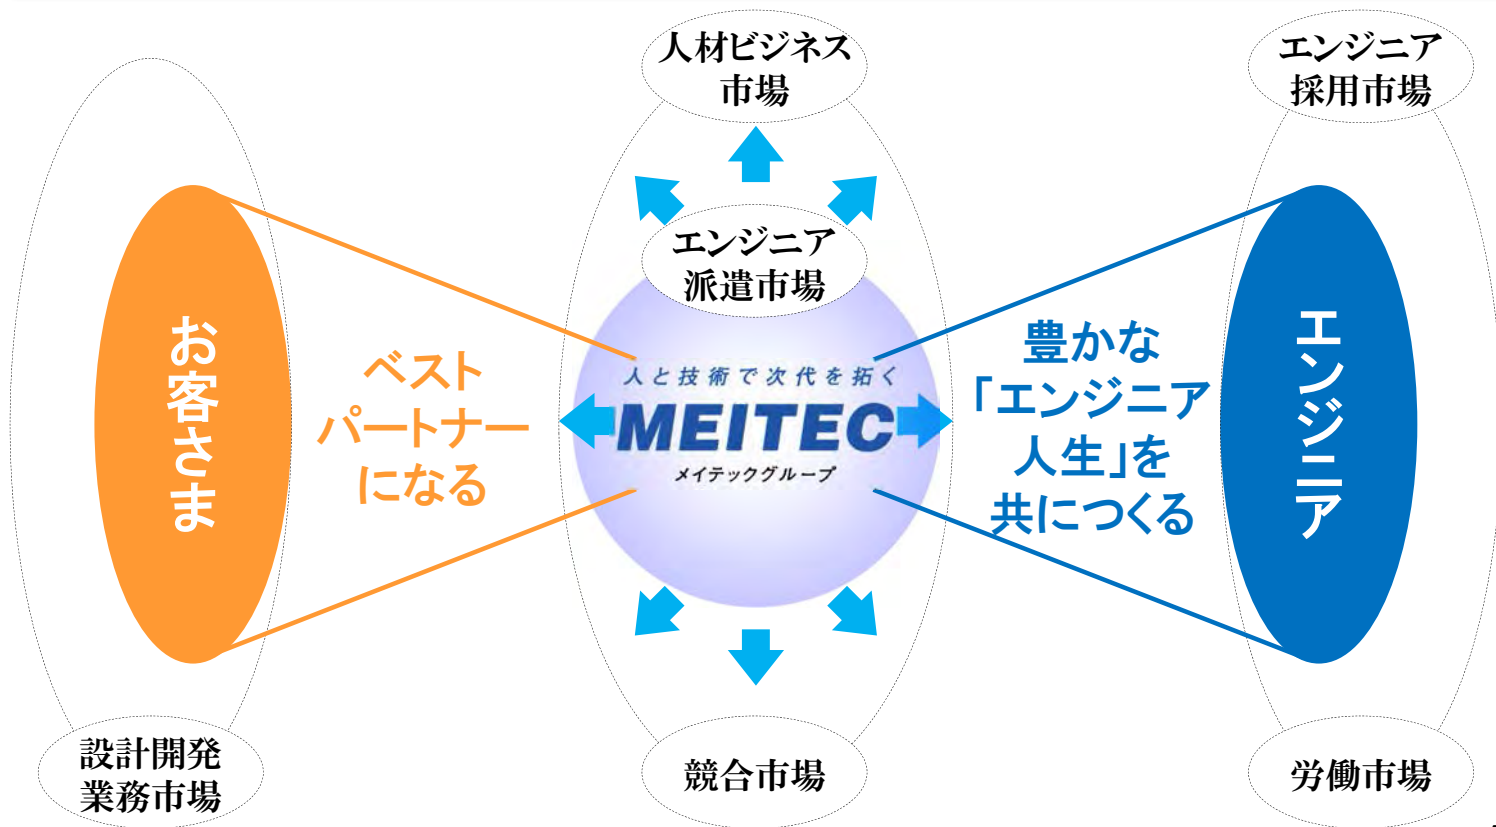 人材ビジネス
市場
エンジニア
採用市場
エンジニア
派遣市場
お客さま
ベスト
パートナー
になる
人と技術で次代を拓く
MEITEC
メイテックグループ
豊かな
「エンジニア
人生」を
共につくる
エンジニア
設計開発
業務市場
競合市場
労働市場